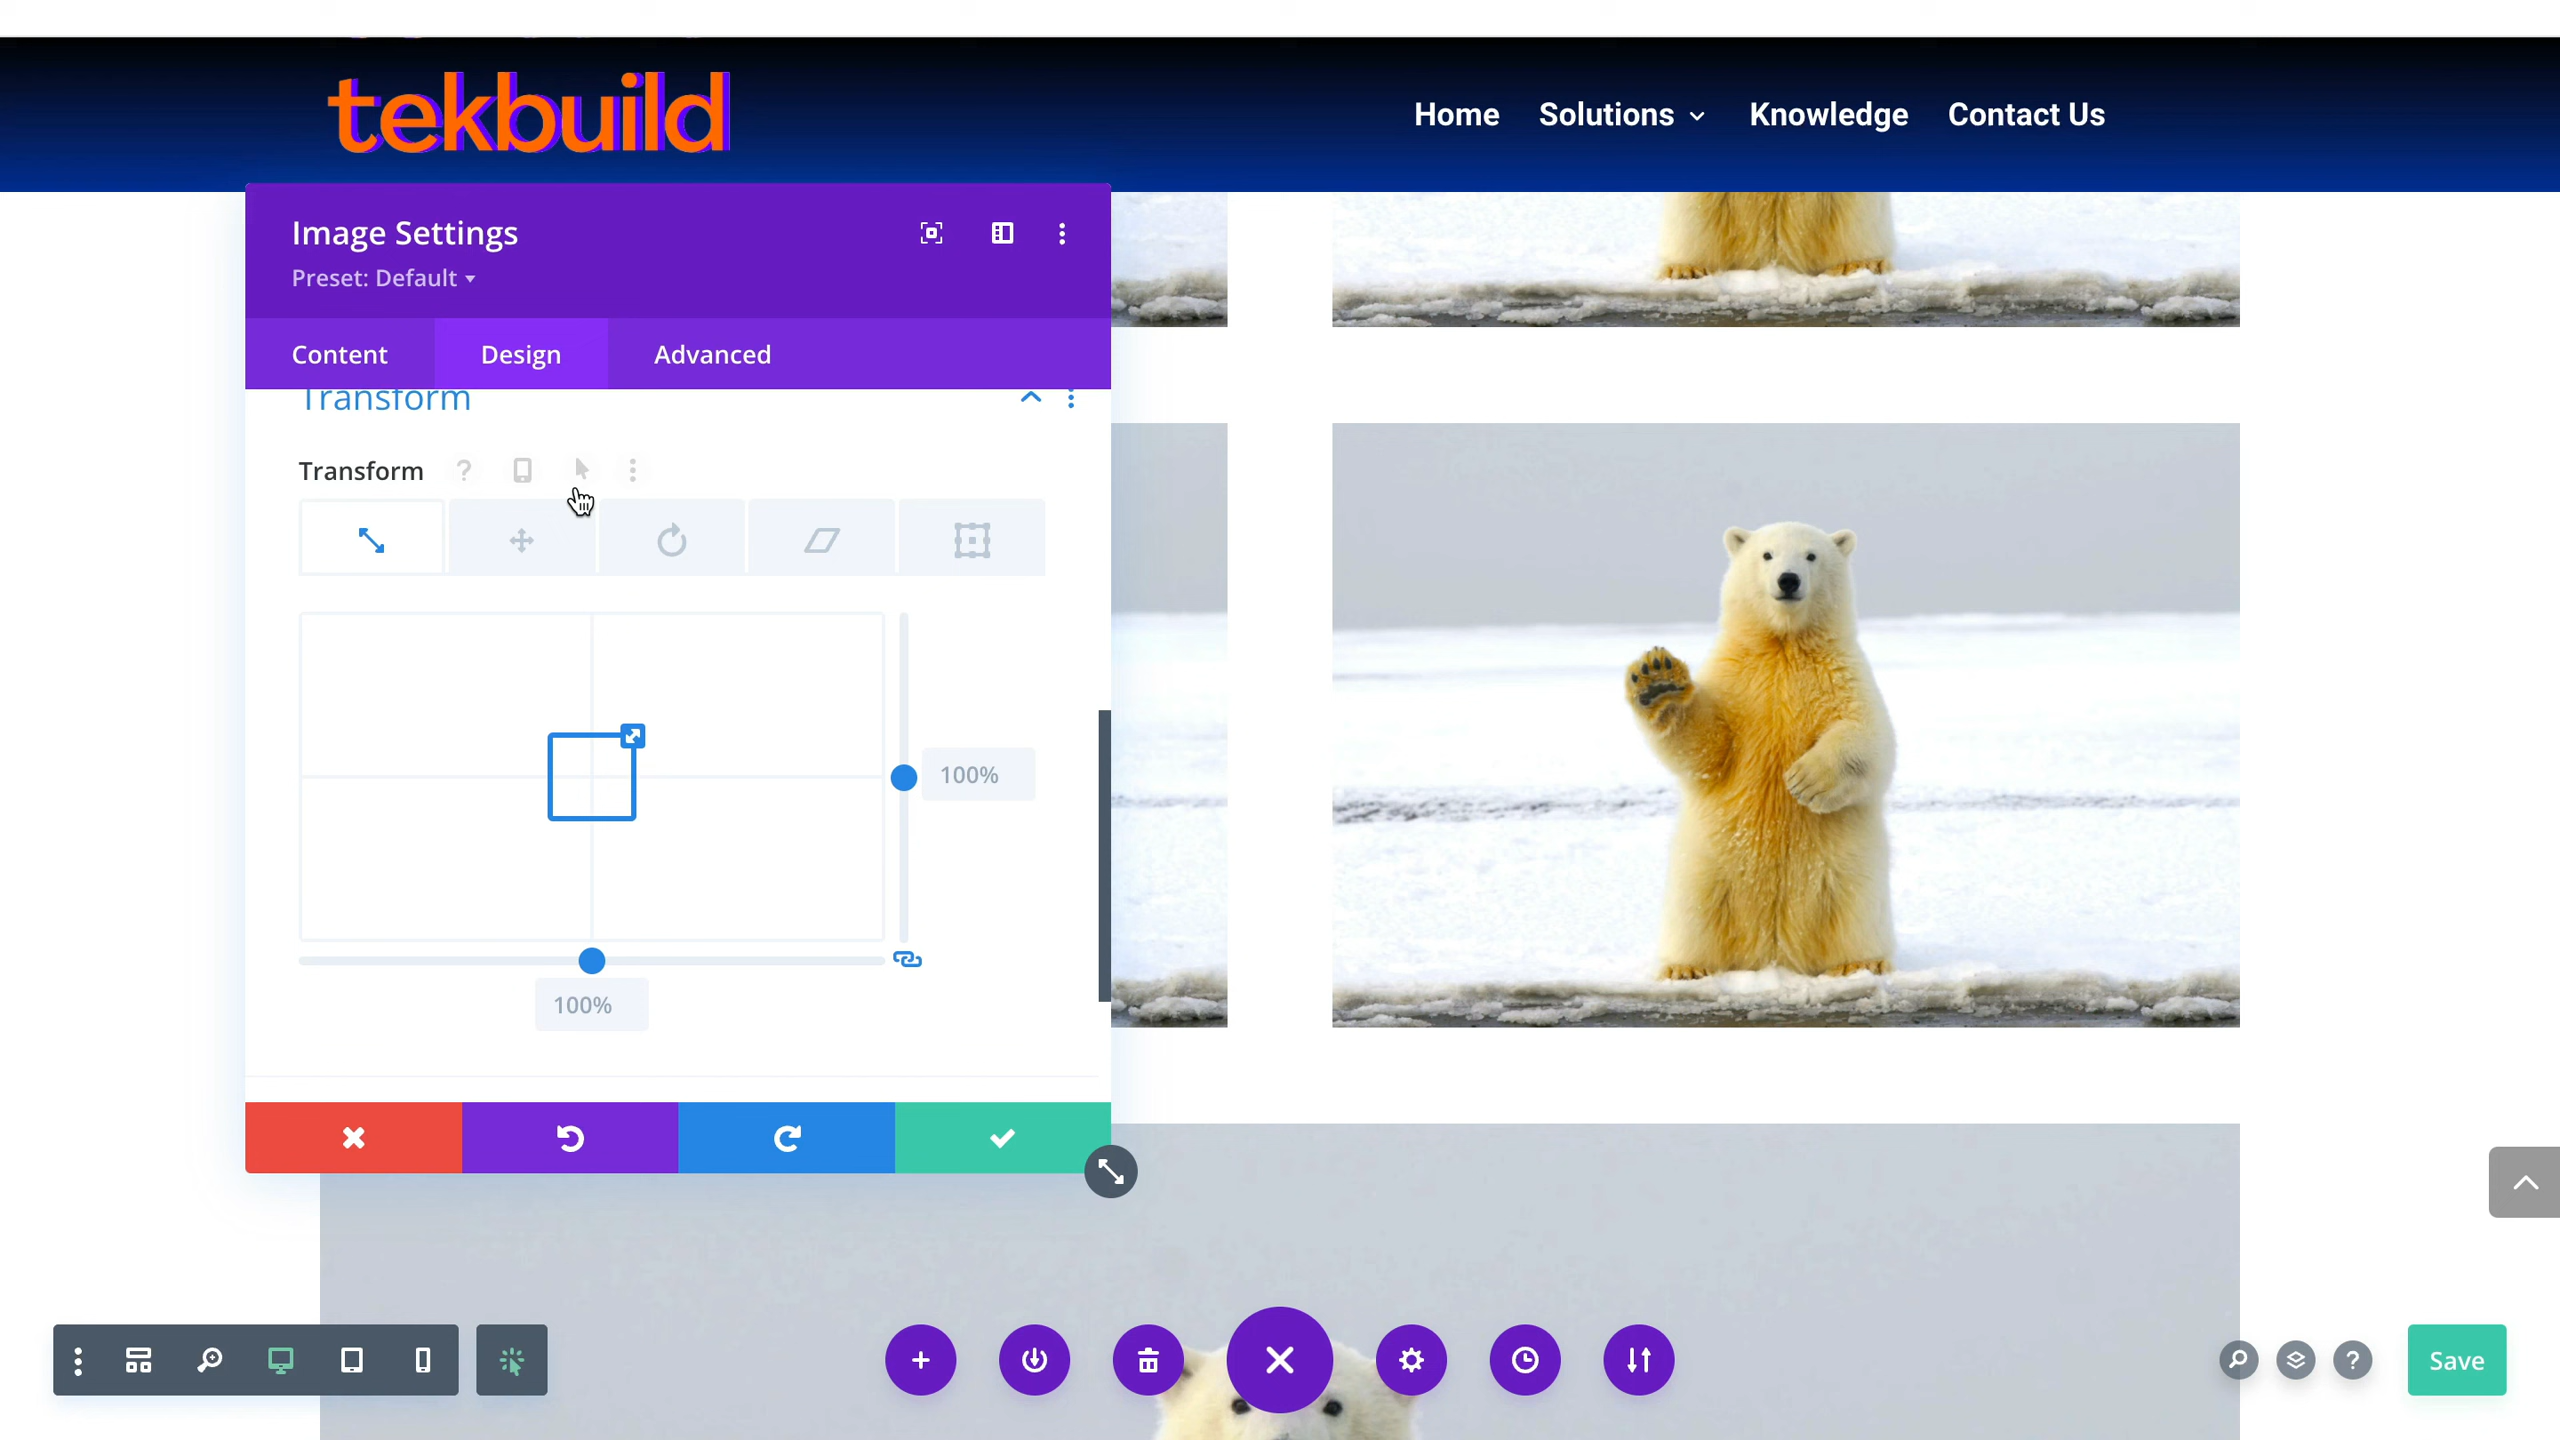 tekbuild
Home Solutions Knowledge Contact Us
Image Settings
Preset: Default
Content Design Advanced
Transform
Transform ?
100%
100%
?
Save